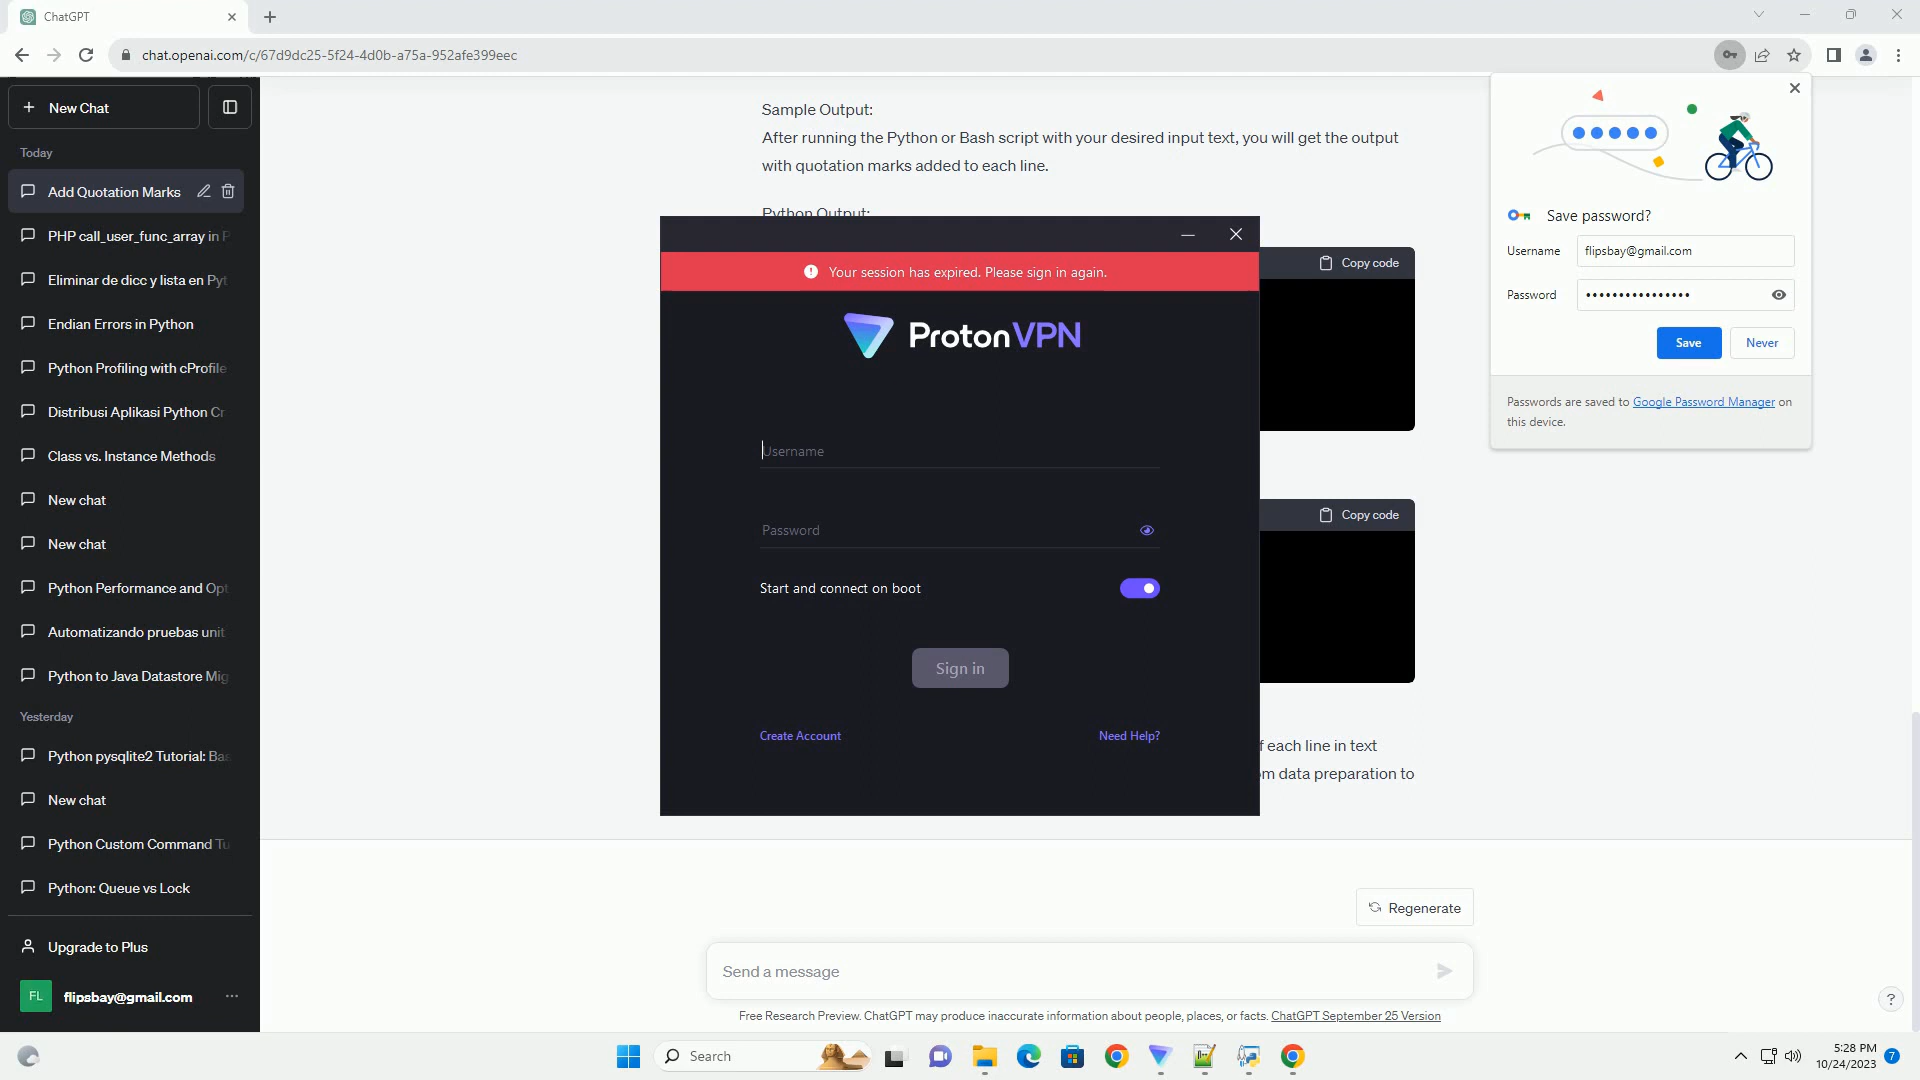 ChatGPT
chat.openai.com/c/67d9dc25-5f24-4d0b-a75a-952afe399eec
New Chat
Today
Add Quotation Marks
PHP call_user_func_array in P
Eliminar de dicc y lista en Pyt
Endian Errors in Python
Python Profiling with cProfile
Distribusi Aplikasi Python Cr
Class vs. Instance Methods
New chat
New chat
Python Performance and Opt
Automatizando pruebas unit
Python to Java Datastore Mig
Yesterday
Python pysqlite2 Tutorial: Bas
New chat
Python Custom Command Tu
Python: Queue vs Lock
Upgrade to Plus
FL
flipsbay@gmail.com
Sample Output:
After running the Python or Bash script with your desired input text, you will get the output
with quotation marks added to each line.
Python Output:
Copy code
Copy code
f each line in text
om data preparation to
Your session has expired. Please sign in again.
ProtonVPN
Username
Password
Start and connect on boot
Sign in
Create Account
Need Help?
Save password?
Username
flipsbay@gmail.com
Password
Save
Never
Passwords are saved to Google Password Manager on
this device.
Regenerate
Send a message
Free Research Preview. ChatGPT may produce inaccurate information about people, places, or facts. ChatGPT September 25 Version
?
Search
5:28 PM
10/24/2023
7